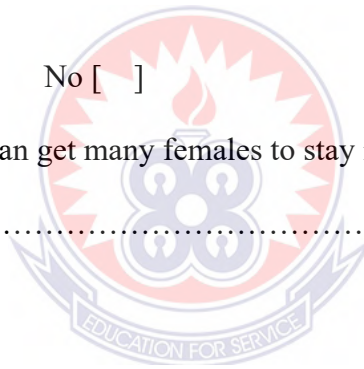 No [ ]
an get many females to stay
……………………………………
EDUCATION FOR SERVICE